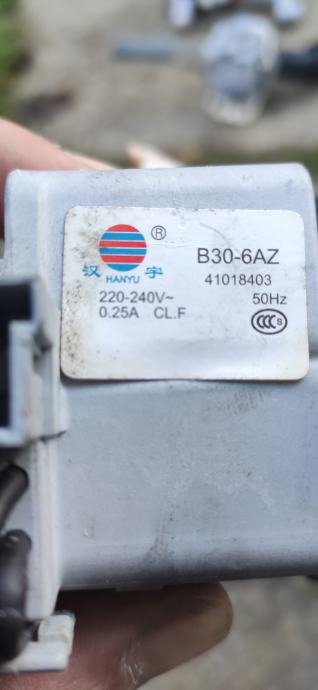 ®
汉宇
HANYU
B30-6AZ
41018403
220-240V~ 50Hz
0.25A CL.F
CCC S